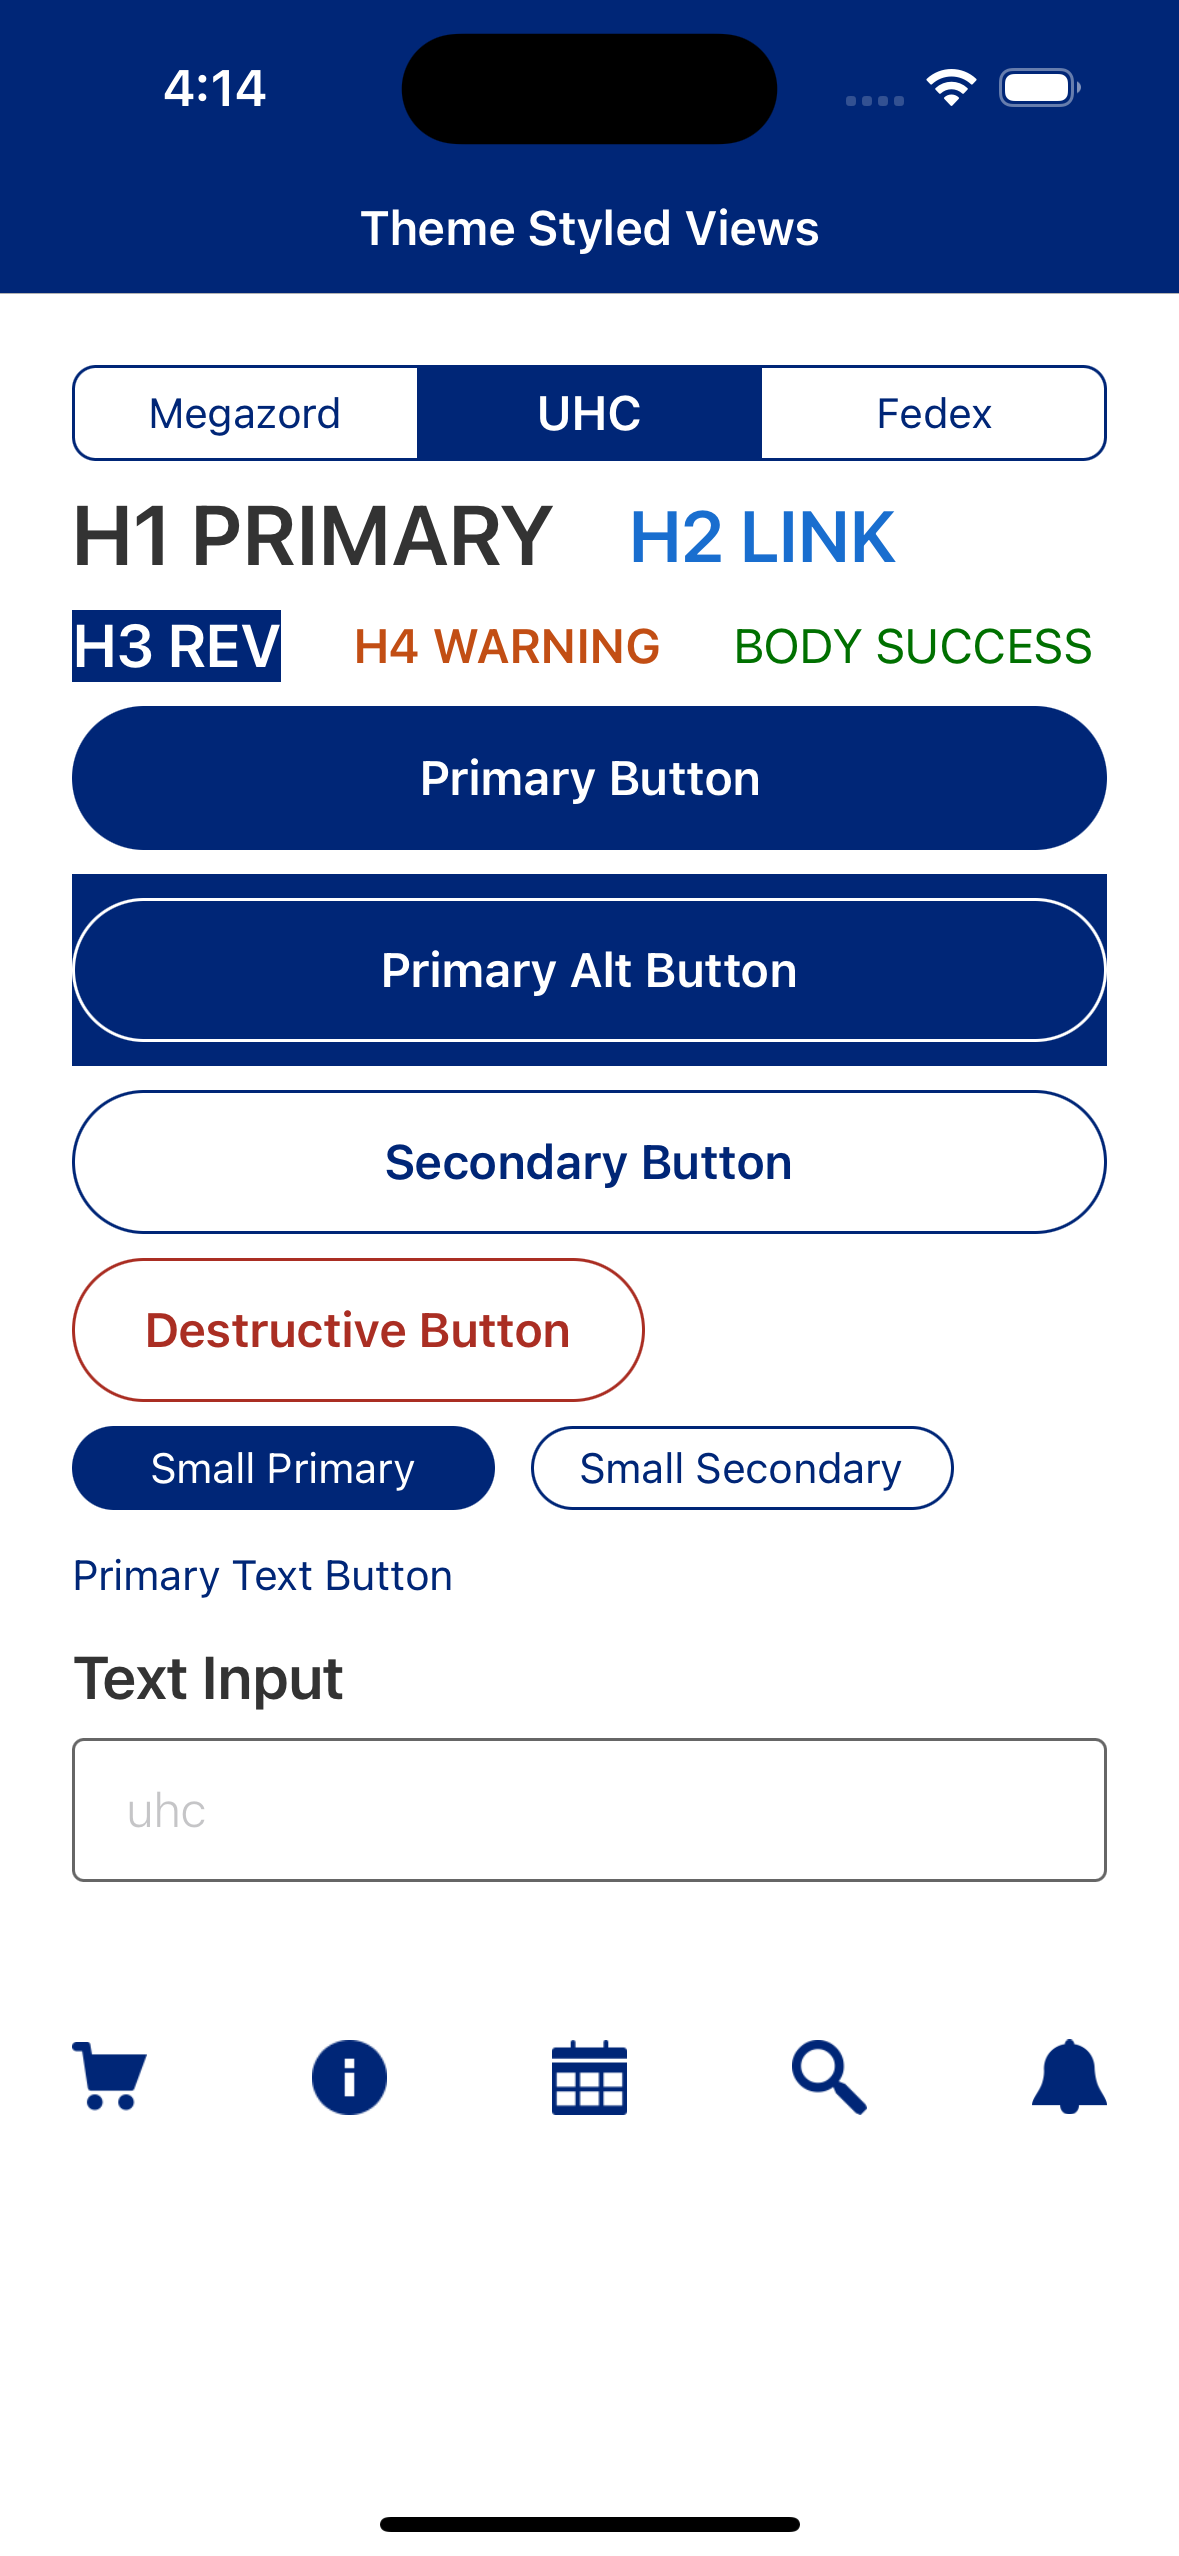 4:14
Theme Styled Views
Megazord UHC Fedex
H1 PRIMARY H2 LINK
H3 REV H4 WARNING BODY SUCCESS
Primary Button
Primary Alt Button
Secondary Button
Destructive Button
Small Primary Small Secondary
Primary Text Button
Text Input
uhc